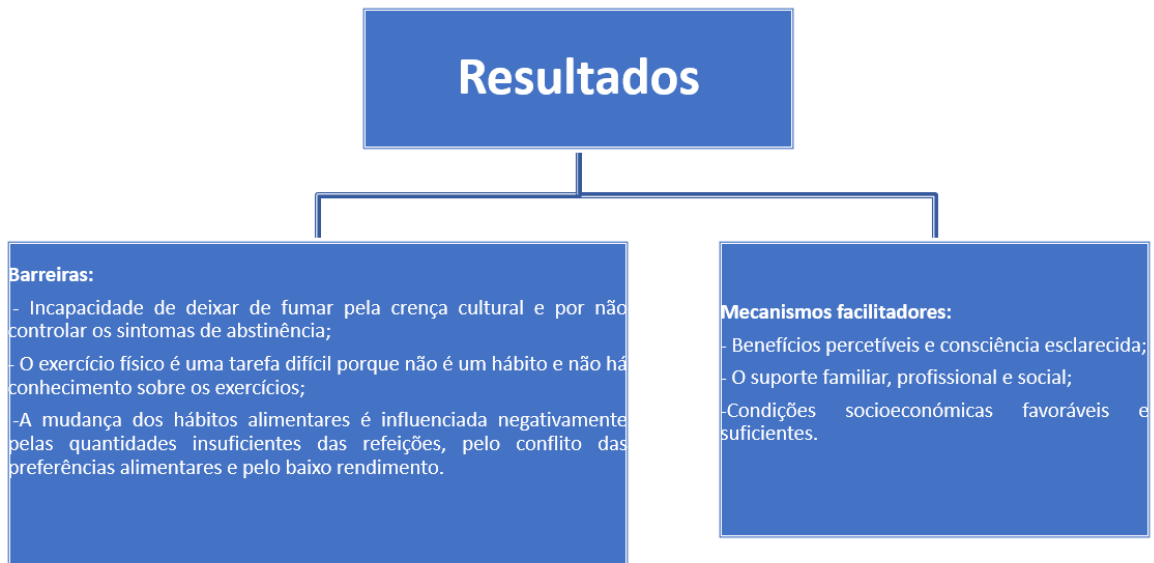 Resultados
Barreiras:
- Incapacidade de deixar de fumar pela crença cultural e por não
controlar os sintomas de abstinência;
- O exercício físico é uma tarefa difícil porque não é um hábito e não há
conhecimento sobre os exercícios;
-A mudança dos hábitos alimentares é influenciada negativamente
pelas quantidades insuficientes das refeições, pelo conflito das
preferências alimentares e pelo baixo rendimento.
Mecanismos facilitadores:
- Benefícios percetíveis e consciência esclarecida;
- O suporte familiar, profissional e social;
-Condições socioeconómicas favoráveis e
suficientes.